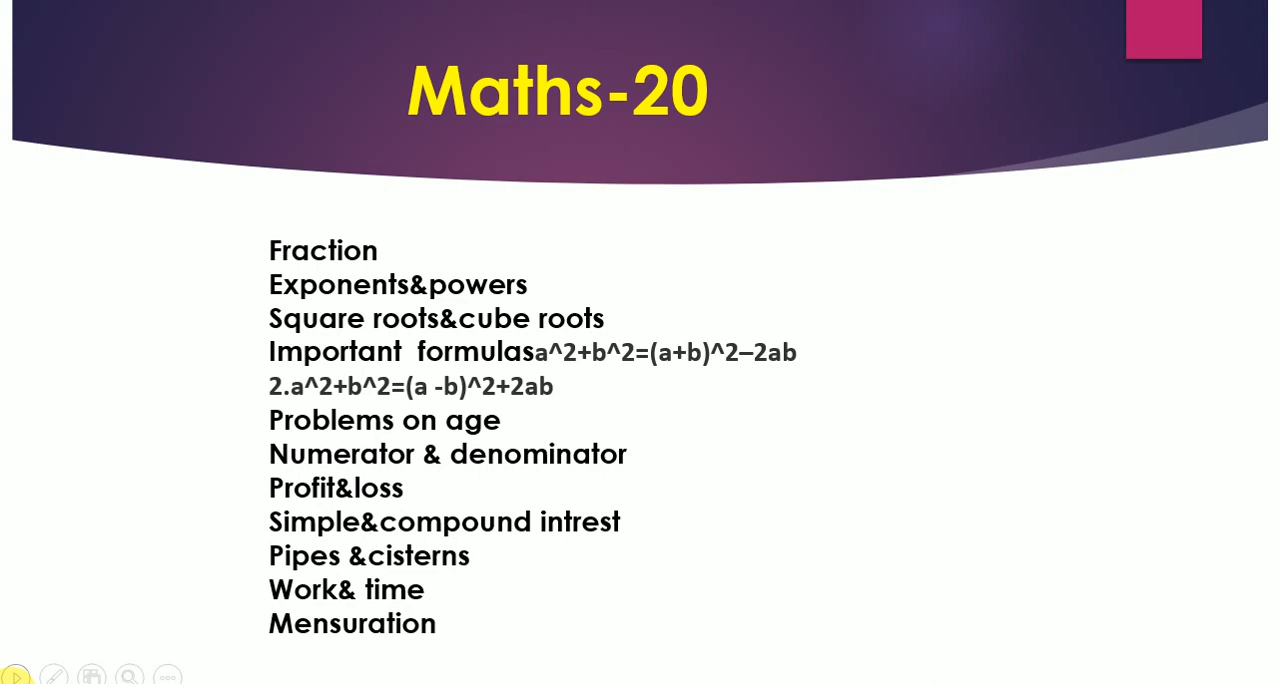 Maths-20
Fraction
Exponents&powers
Square roots&cube roots
Important  formulasa^2+b^2=(a+b)^2–2ab
2.a^2+b^2=(a -b)^2+2ab
Problems on age
Numerator & denominator
Profit&loss
Simple&compound intrest
Pipes &cisterns
Work& time
Mensuration